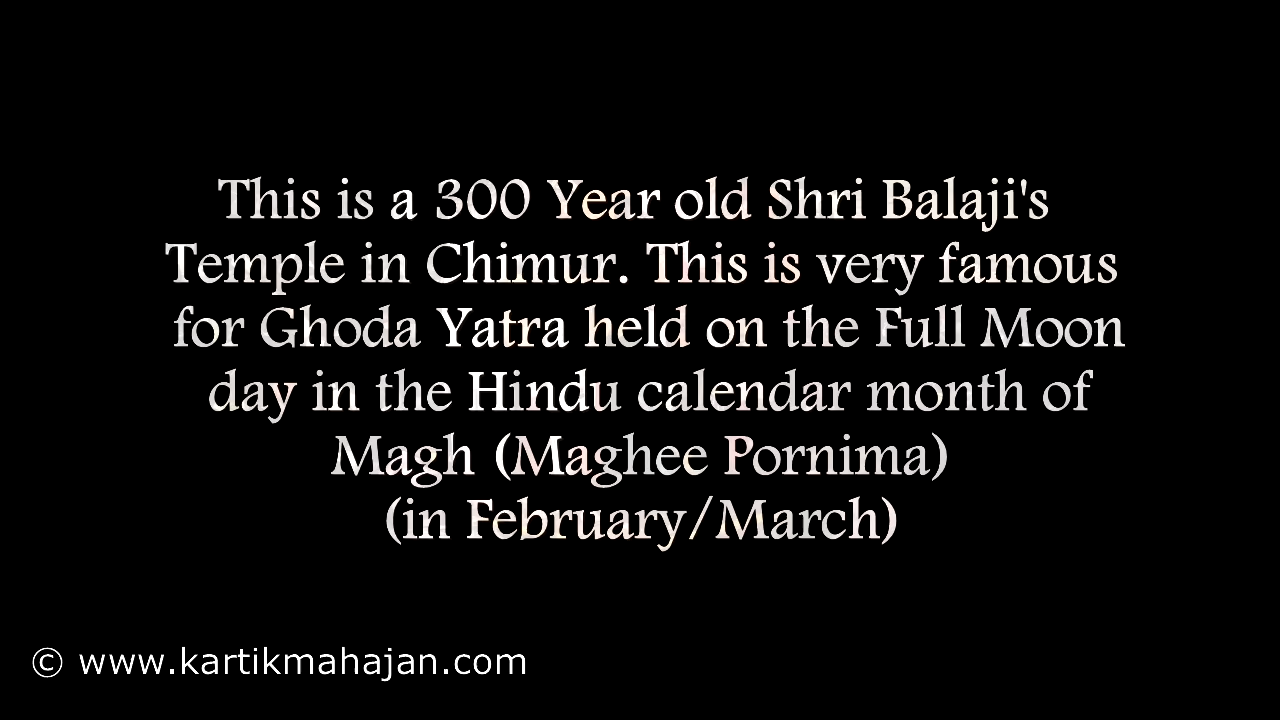 This is a 300 Year old Shri Balaji's
Temple in Chimur. This is very famous
for Ghoda Yatra held on the Full Moon
day in the Hindu calendar month of
Magh (Maghee Pornima)
(in February/March)
© www.kartikmahajan.com